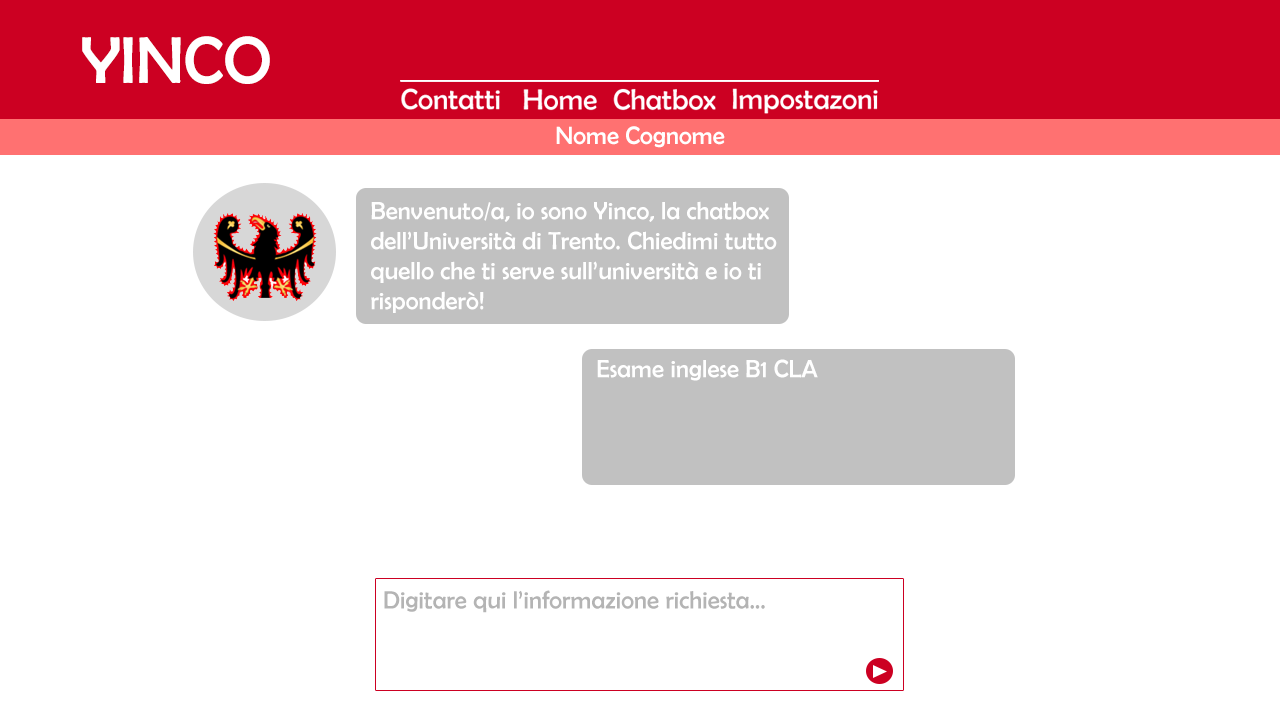 YINCO
Contatti Home Chatbox Impostazoni
Nome Cognome
Benvenuto/a, io sono Yinco, la chatbox
dell’Università di Trento. Chiedimi tutto
quello che ti serve sull’università e io ti
risponderò!
Esame inglese B1 CLA
Digitare qui l’informazione richiesta...